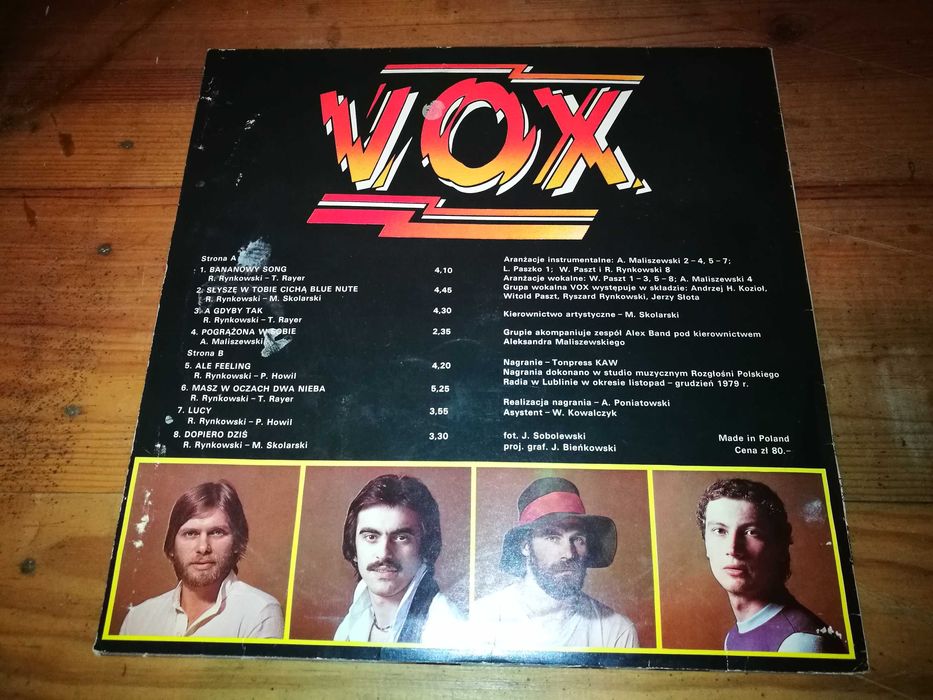 VOX
Strona A
1. BANANOWY SONG 4,10
R. Rynkowski – T. Rayer
2. SŁYSZĘ W TOBIE CICHĄ BLUE NUTE 4,45
R. Rynkowski – M. Skolarski
3. A GDYBY TAK 4,30
R. Rynkowski – T. Rayer
4. POGRĄŻONA W SOBIE 2,35
A. Maliszewski
Strona B
5. ALE FEELING 4,20
R. Rynkowski – P. Howil
6. MASZ W OCZACH DWA NIEBA 5,25
R. Rynkowski – T. Rayer
7. LUCY 3,55
R. Rynkowski – P. Howil
8. DOPIERO DZIŚ 3,30
R. Rynkowski – M. Skolarski
Aranżacje instrumentalne: A. Maliszewski 2 – 4, 5 – 7;
L. Paszko 1; W. Paszt i R. Rynkowski 8
Aranżacje wokalne: W. Paszt 1 – 3, 5 – 8; A. Maliszewski 4
Grupa wokalna VOX występuje w składzie: Andrzej H. Kozioł,
Witold Paszt, Ryszard Rynkowski, Jerzy Słota
Kierownictwo artystyczne – M. Skolarski
Grupie akompaniuje zespół Alex Band pod kierownictwem
Aleksandra Maliszewskiego
Nagranie – Tonpress KAW
Nagrania dokonano w studio muzycznym Rozgłośni Polskiego
Radia w Lublinie w okresie listopad – grudzień 1979 r.
Realizacja nagrania – A. Poniatowski
Asystent – W. Kowalczyk
fot. J. Sobolewski
proj. graf. J. Bieńkowski
Made in Poland
Cena zł 80.–